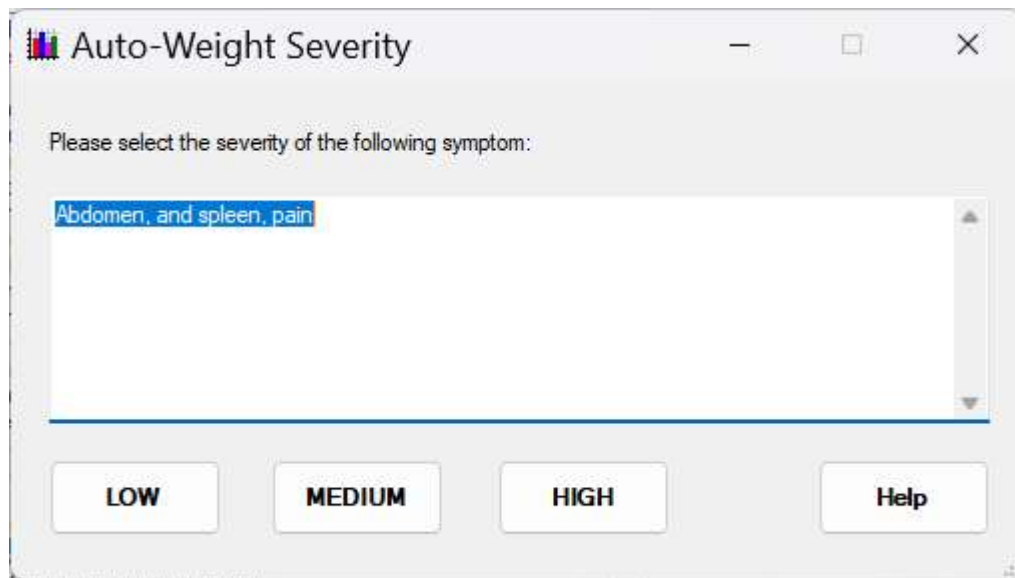 Auto-Weight Severity
Please select the severity of the following symptom:
Abdomen, and spleen, pain
LOW MEDIUM HIGH Help